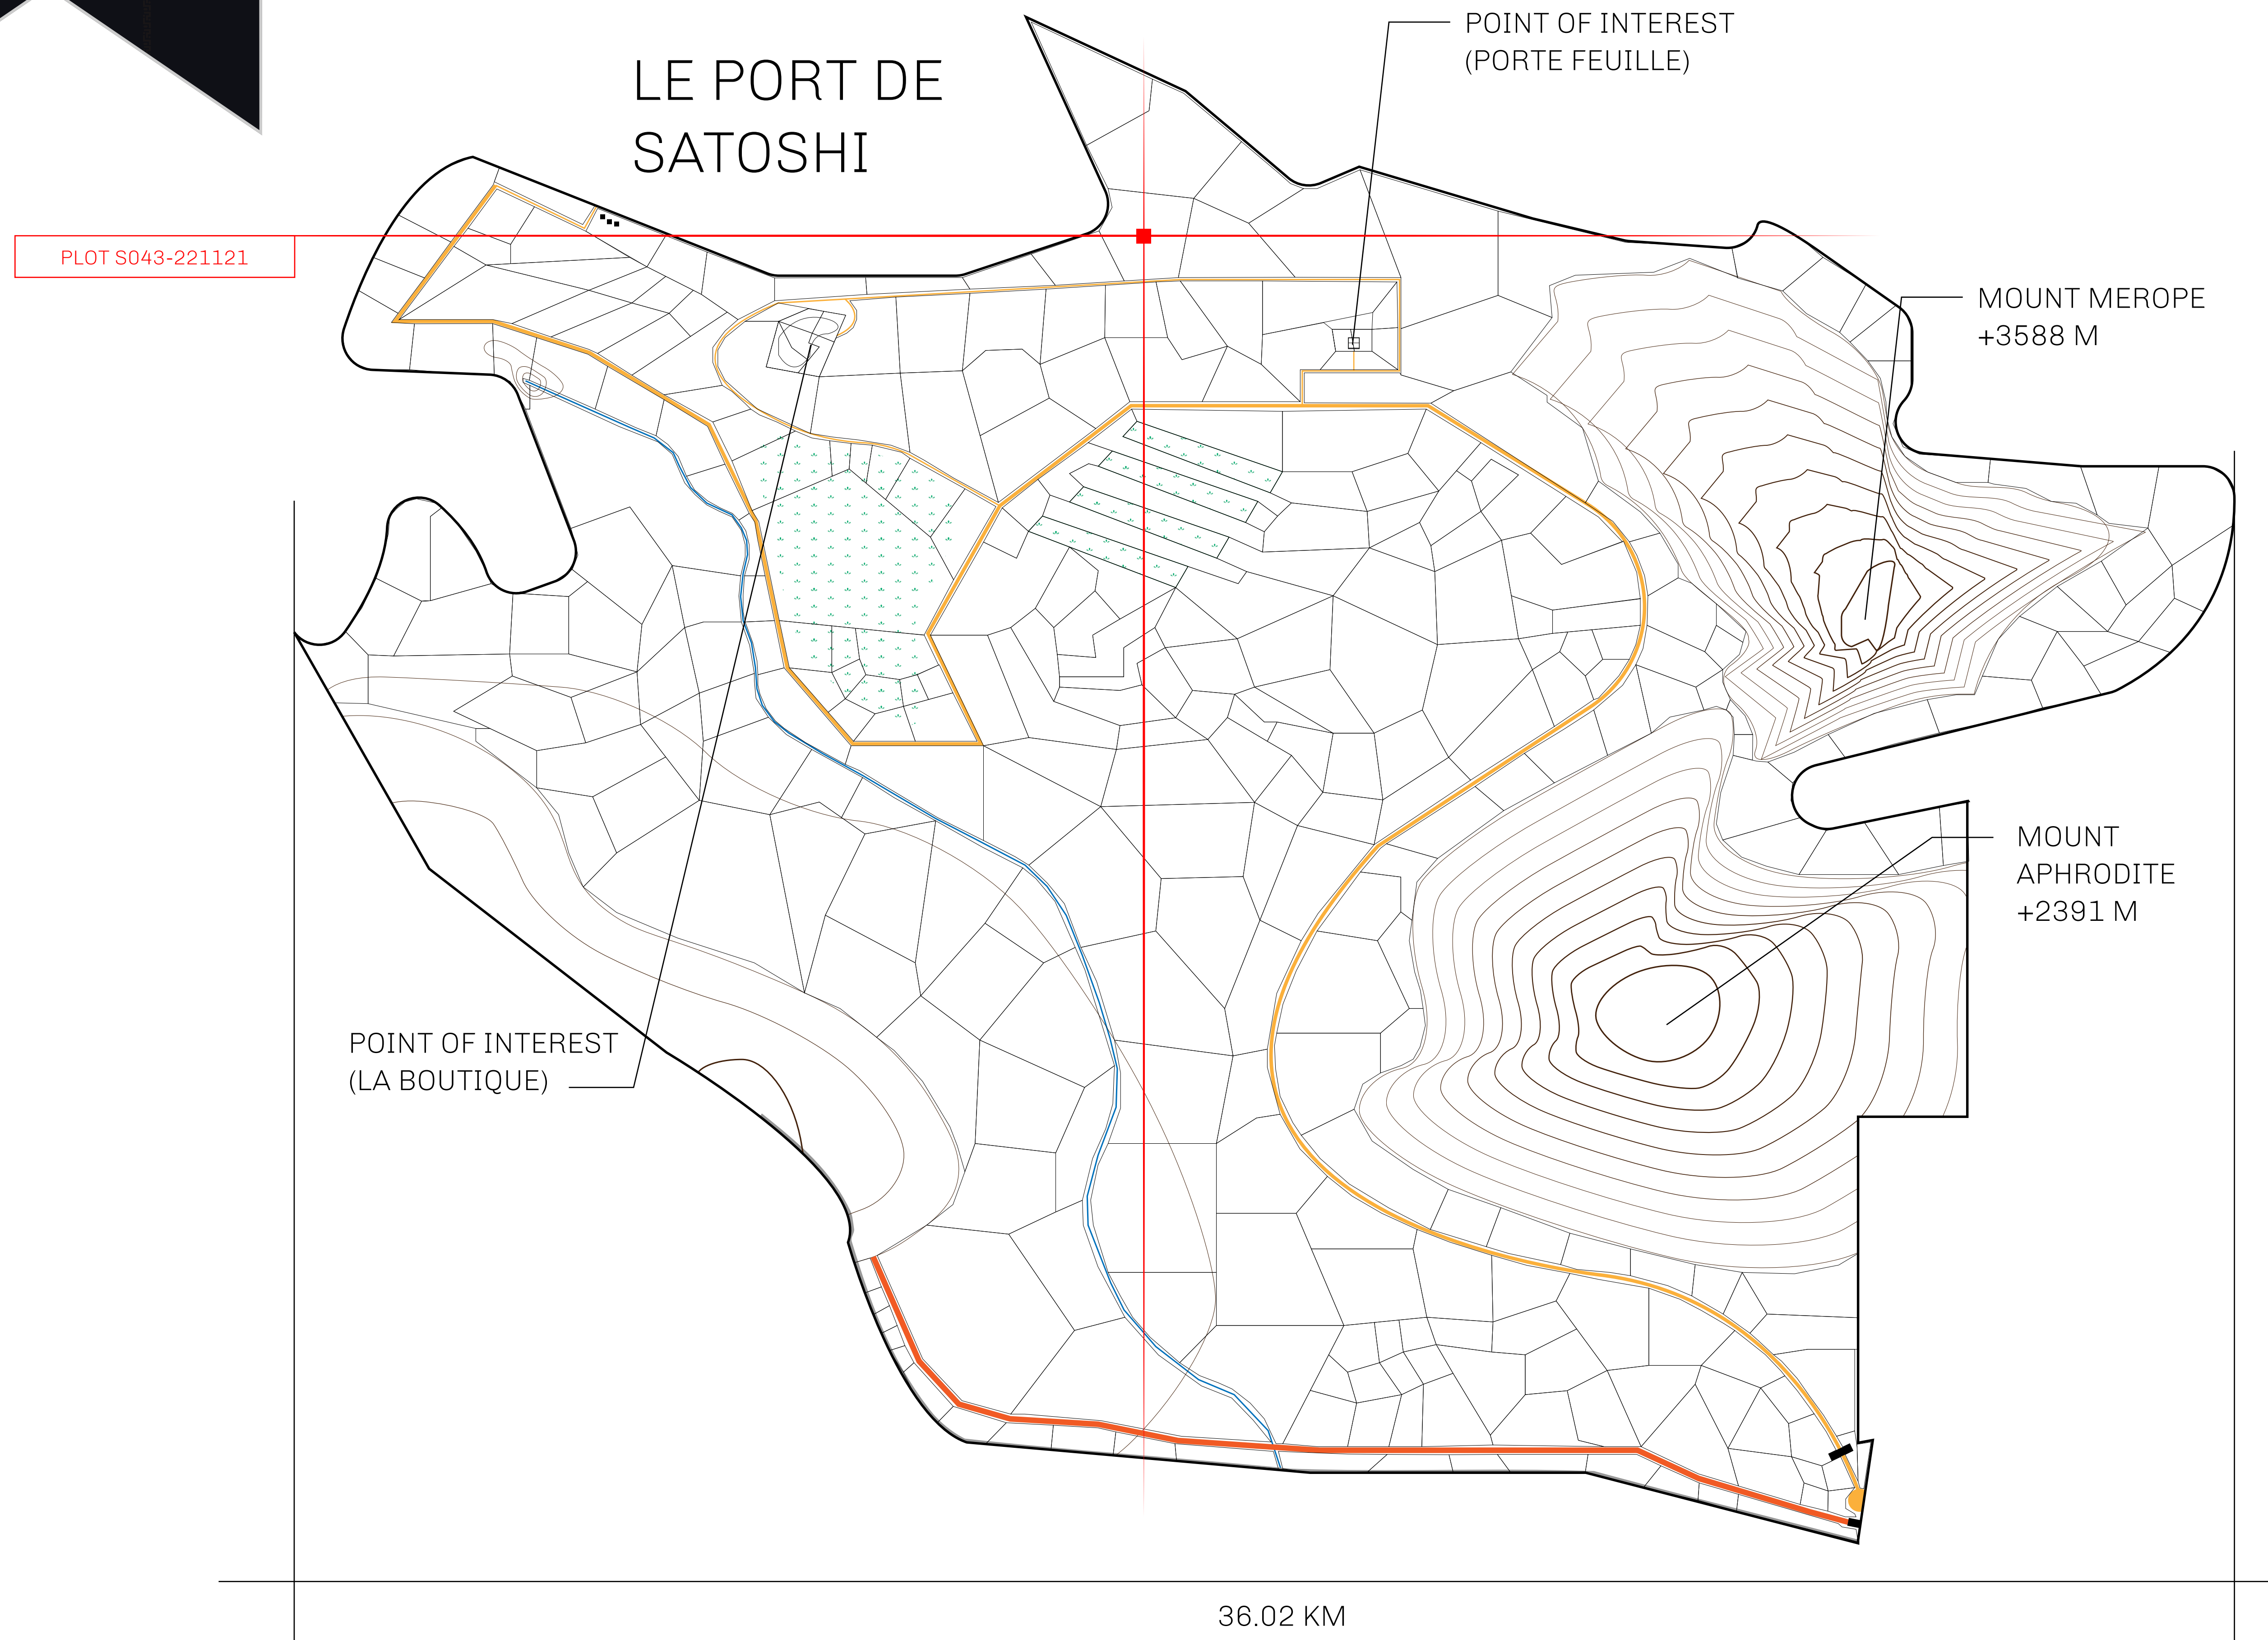 POINT OF INTEREST
(PORTE FEUILLE)
LE PORT DE
SATOSHI
PLOT S043-221121
MOUNT MEROPE
+3588 M
MOUNT
APHRODITE
+2391 M
POINT OF INTEREST
(LA BOUTIQUE)
36.02 KM